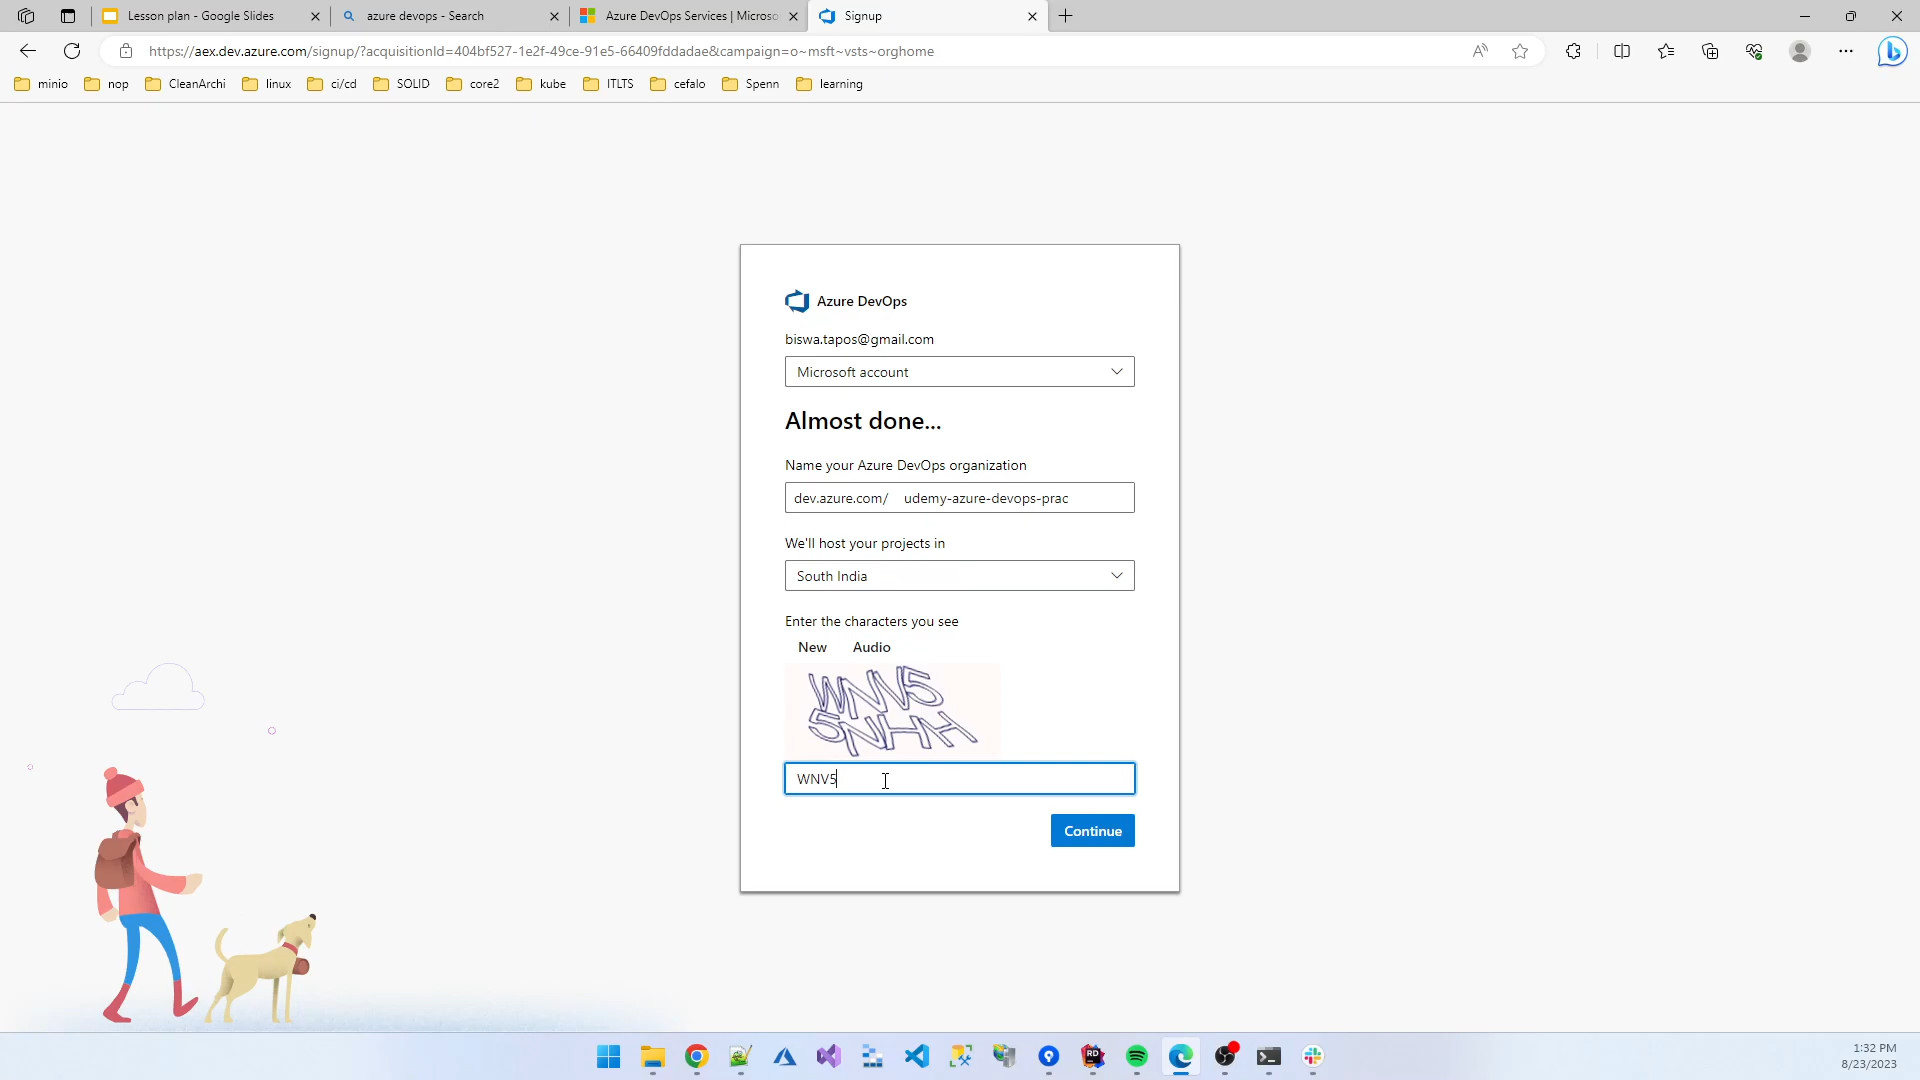 Lesson plan - Google Slides
azure devops - Search
Azure DevOps Services | Microso
Signup
https://aex.dev.azure.com/signup/?acquisitionId=404bf527-1e2f-49ce-91e5-66409fddadae&campaign=o~msft~vsts~orghome
minio
nop
CleanArchi
linux
ci/cd
SOLID
core2
kube
ITLTS
cefalo
Spenn
learning
Azure DevOps
biswa.tapos@gmail.com
Microsoft account
Almost done...
Name your Azure DevOps organization
dev.azure.com/ udemy-azure-devops-prac
We'll host your projects in
South India
Enter the characters you see
New Audio
WNV5
Continue
1:32 PM
8/23/2023